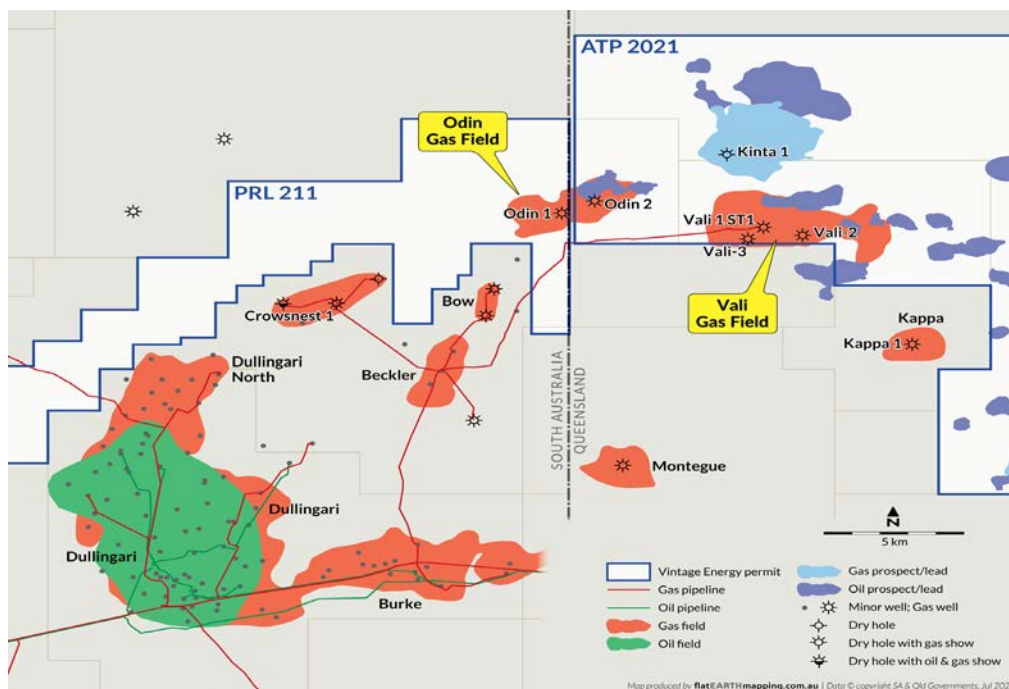 ATP 2021
Odin
Gas Field
Kinta 1
PRL 211
Odin 1
Odin 2
Vali 1 ST1
Vali-2
Vali-3
Crowsnest 1
Bow
Vali
Gas Field
Kappa
Kappa 1
Dullingari
North
Beckler
SOUTH AUSTRALIA
QUEENSLAND
Montegue
Dullingari
Dullingari
Burke
N
5 km
Vintage Energy permit
Gas pipeline
Oil pipeline
Gas field
Oil field
Gas prospect/lead
Oil prospect/lead
Minor well; Gas well
Dry hole
Dry hole with gas show
Dry hole with oil & gas show
Map produced by flatEARTHmapping.com.au | Data © copyright SA & Qld Governments, Jul